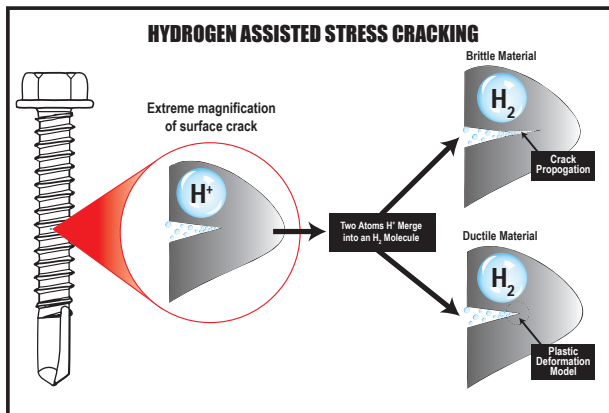 HYDROGEN ASSISTED STRESS CRACKING
Extreme magnification
of surface crack
H⁺
Two Atoms H⁺ Merge
into an H₂ Molecule
Brittle Material
H₂
Crack
Propogation
Ductile Material
H₂
Plastic
Deformation
Model